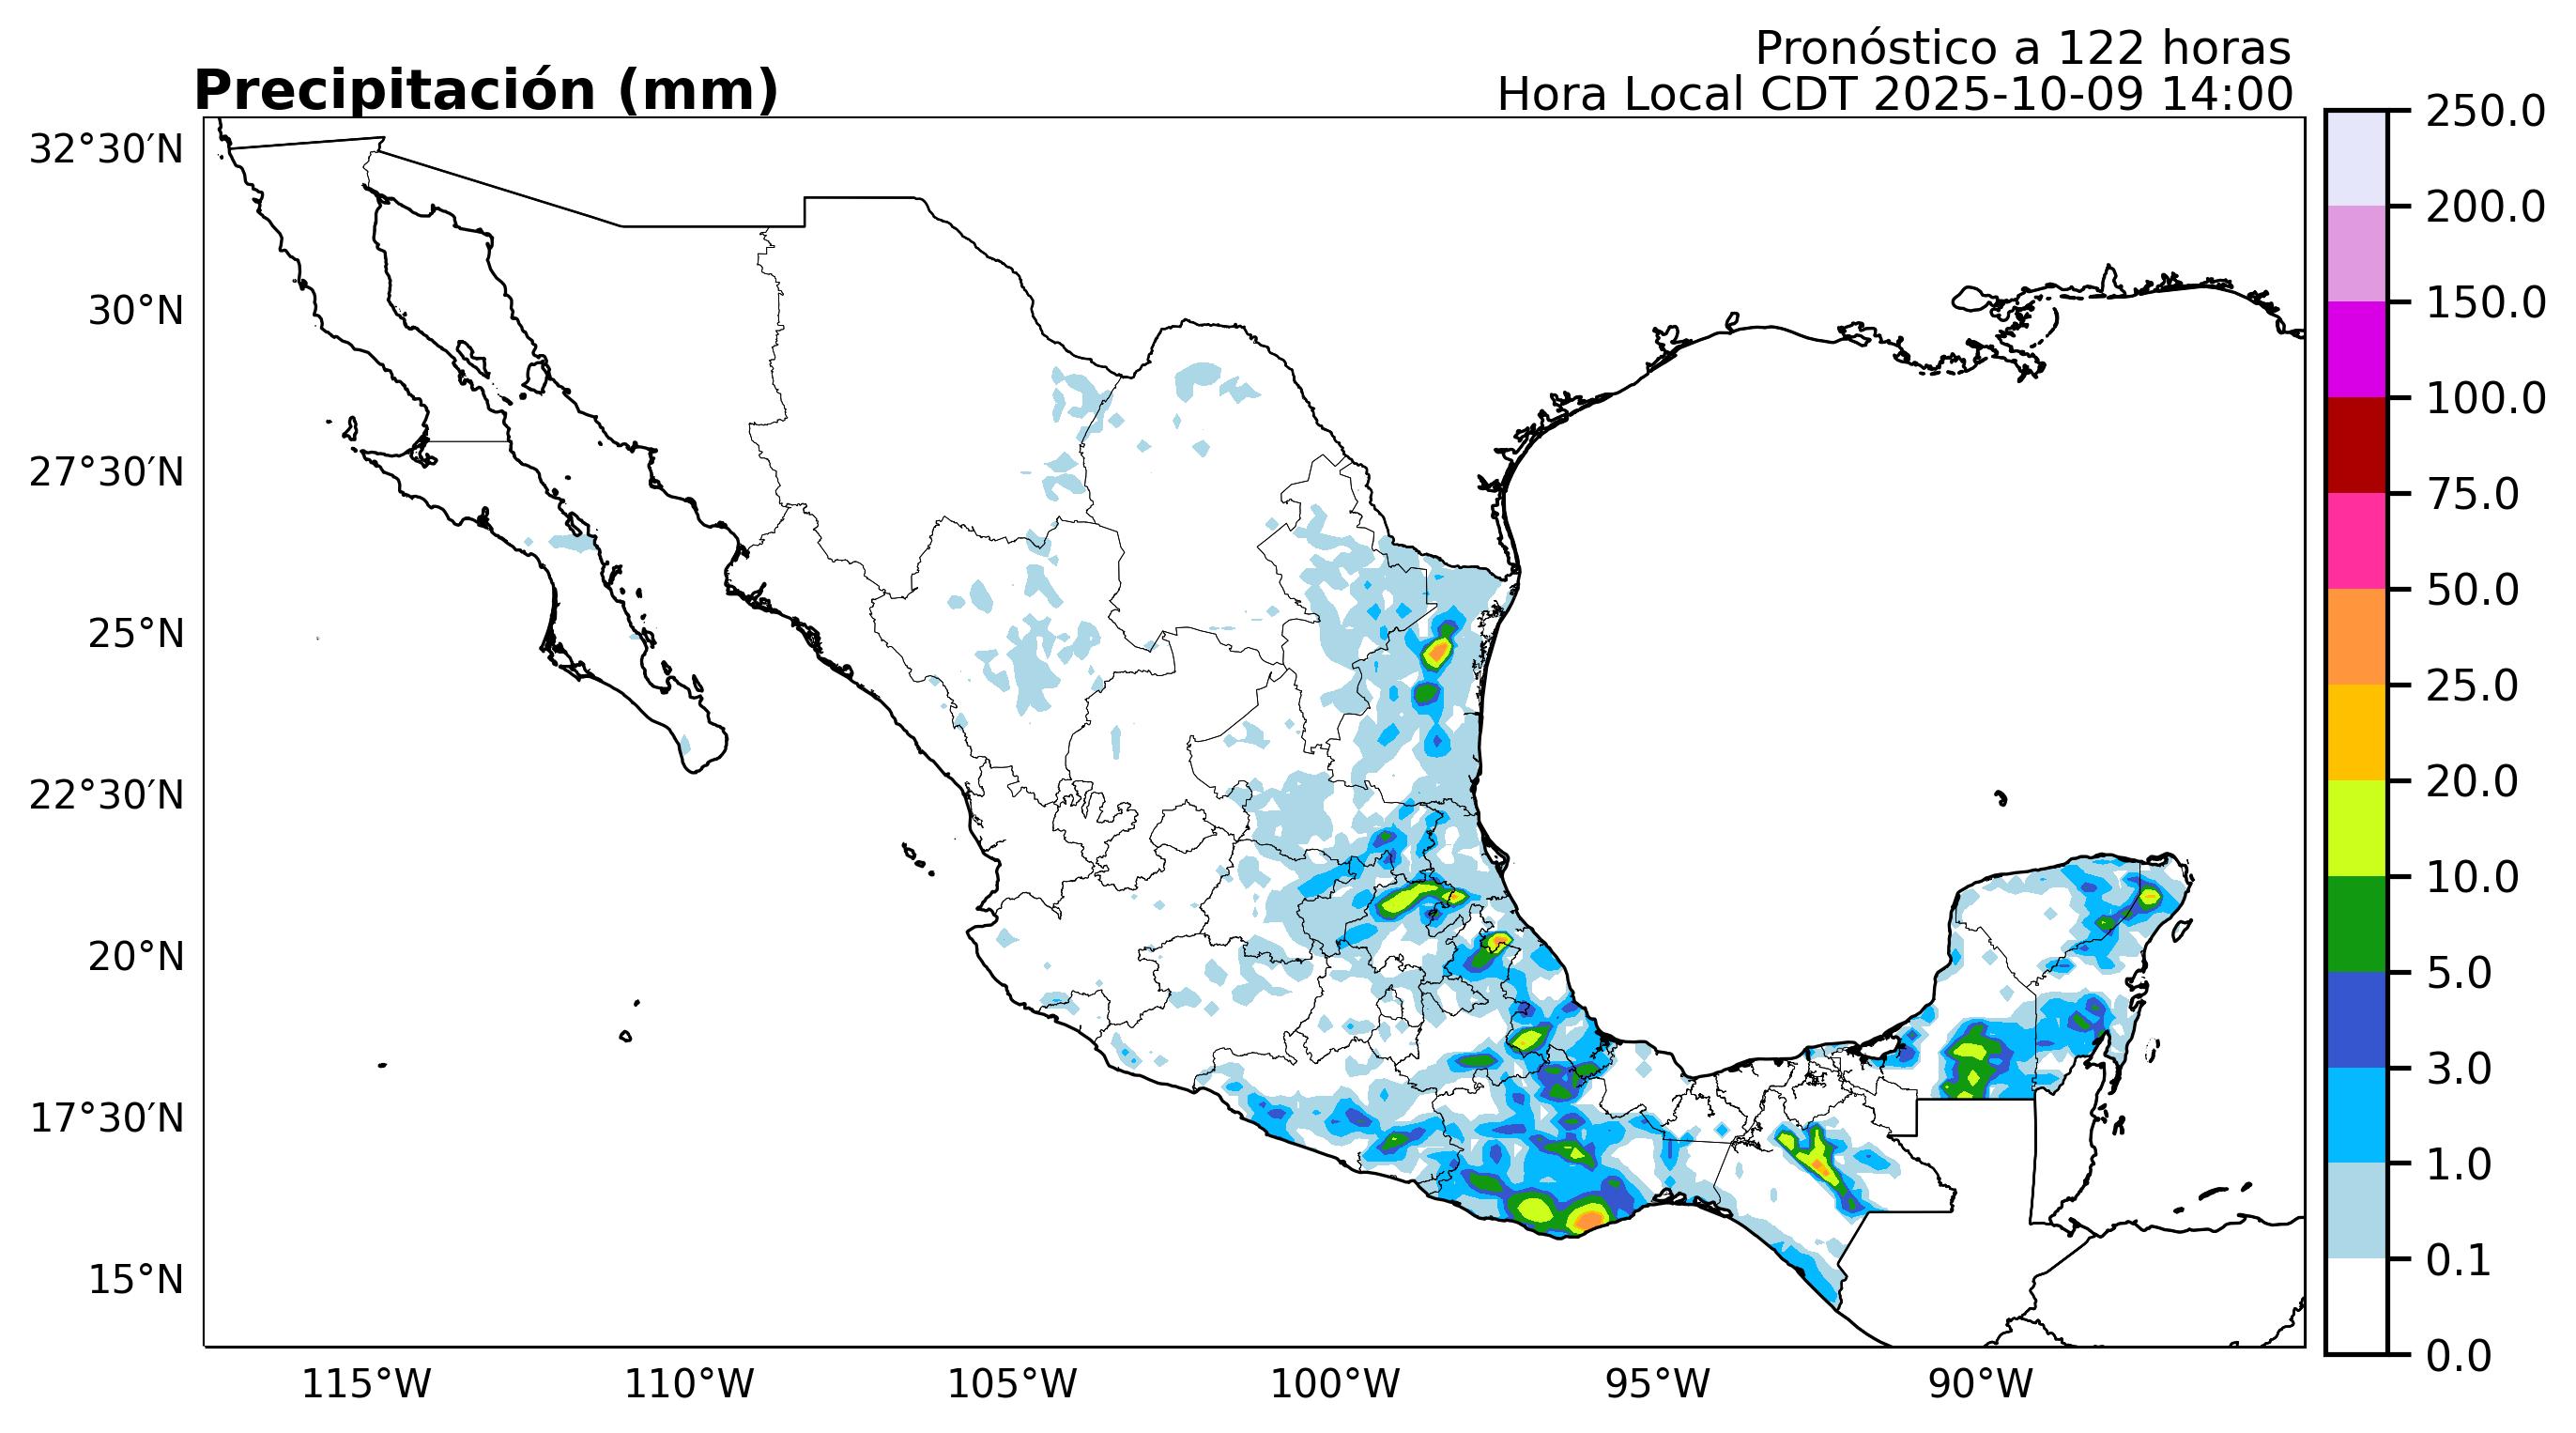 Pronóstico a 122 horas
Precipitación (mm)
Hora Local CDT 2025-10-09 14:00
32°30′N
30°N
27°30′N
25°N
22°30′N
20°N
17°30′N
15°N
115°W
110°W
105°W
100°W
95°W
90°W
250.0
200.0
150.0
100.0
75.0
50.0
25.0
20.0
10.0
5.0
3.0
1.0
0.1
0.0